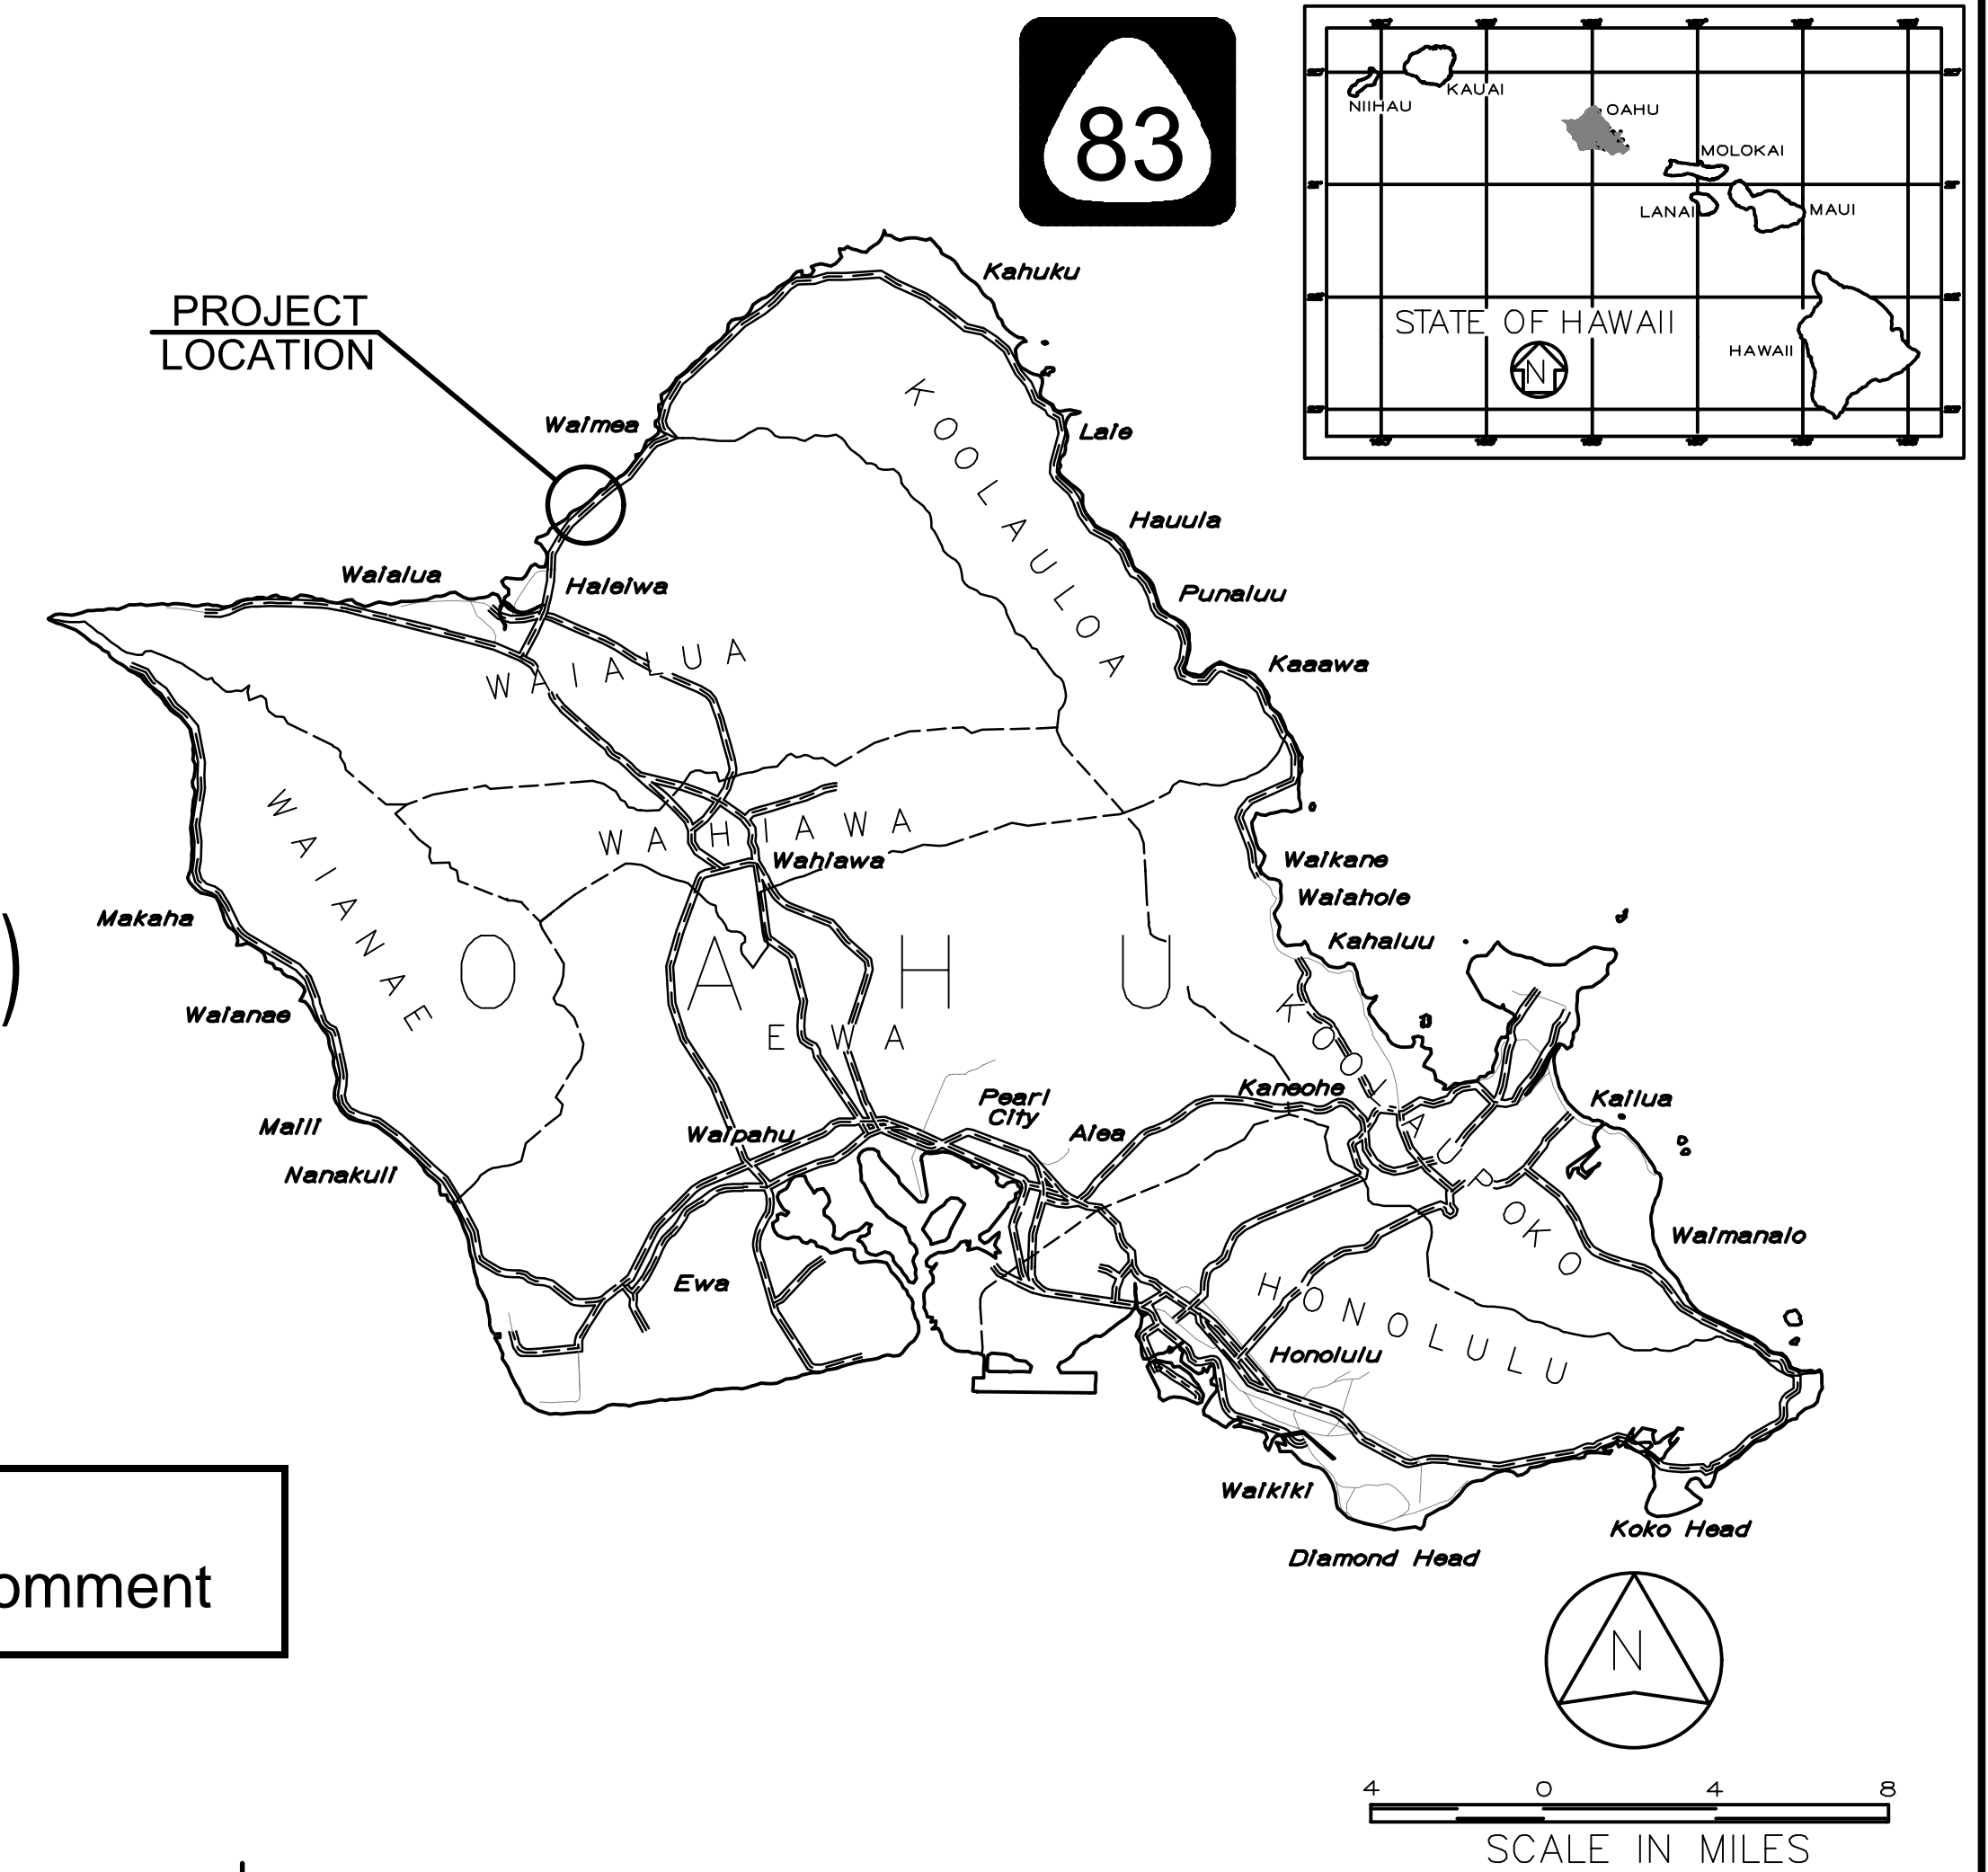 83
NIIHAU
KAUAI
OAHU
MOLOKAI
LANAI
MAUI
HAWAII
STATE OF HAWAII
N
PROJECT
LOCATION
Kahuku
Waimea
Laie
KOOLAULOA
Hauula
Waialua
Haleiwa
Punaluu
WAIALUA
Kaaawa
WAIANAE
WAHIAWA
Wahiawa
Waikane
Waiahole
Makaha
Kahaluu
)
OAHU
Waianae
EWA
KOOLAUPOKO
Kaneohe
Pearl
City
Kailua
Maili
Waipahu
Aiea
Nanakuli
Waimanalo
Ewa
HONOLULU
Honolulu
Waikiki
Koko Head
Diamond Head
omment
N
4 0 4 8
SCALE IN MILES